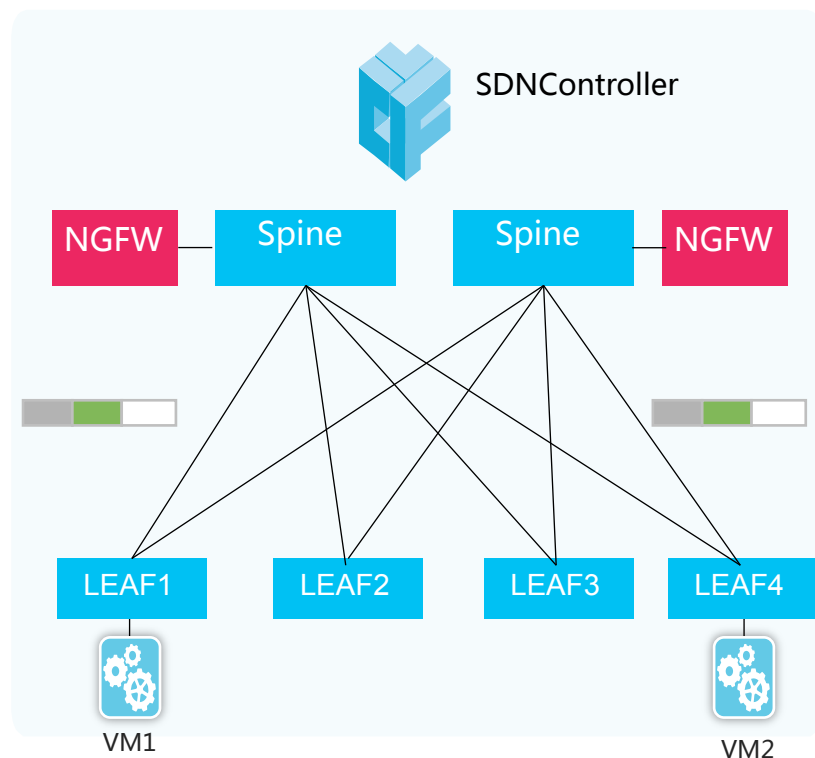 SDNController
NGFW
Spine
Spine
NGFW
LEAF1
LEAF2
LEAF3
LEAF4
VM1
VM2